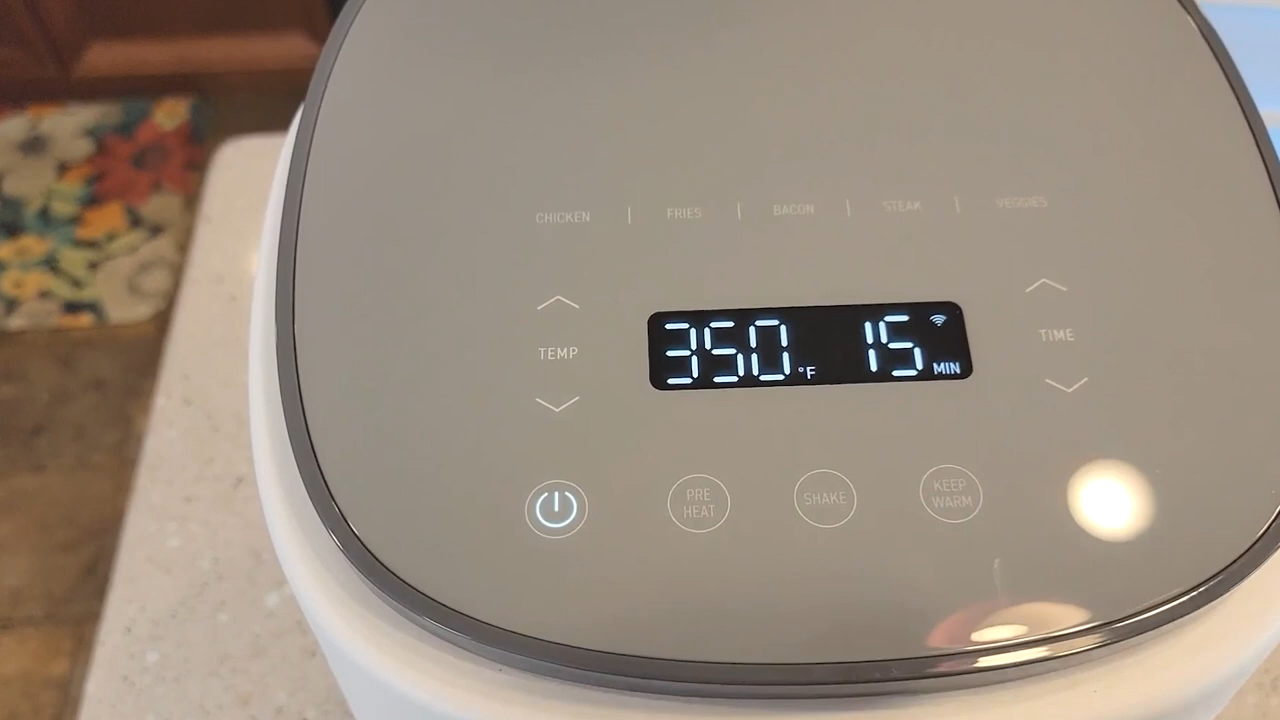 CHICKEN | FRIES | BACON | STEAK | VEGGIES
TEMP
350 °F 15 MIN
TIME
PRE HEAT
SHAKE
KEEP WARM